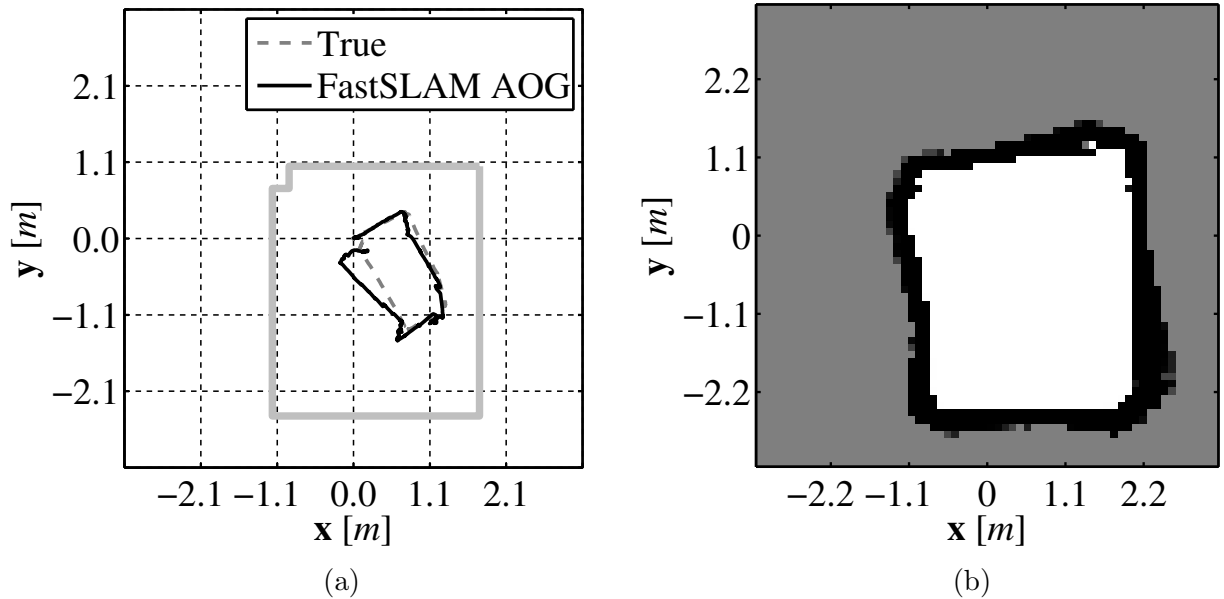 True
FastSLAM AOG
2.1
1.1
0.0
−1.1
−2.1
y [m]
−2.1 −1.1 0.0 1.1 2.1
x [m]
(a)
2.2
1.1
0
−1.1
−2.2
y [m]
−2.2 −1.1 0 1.1 2.2
x [m]
(b)